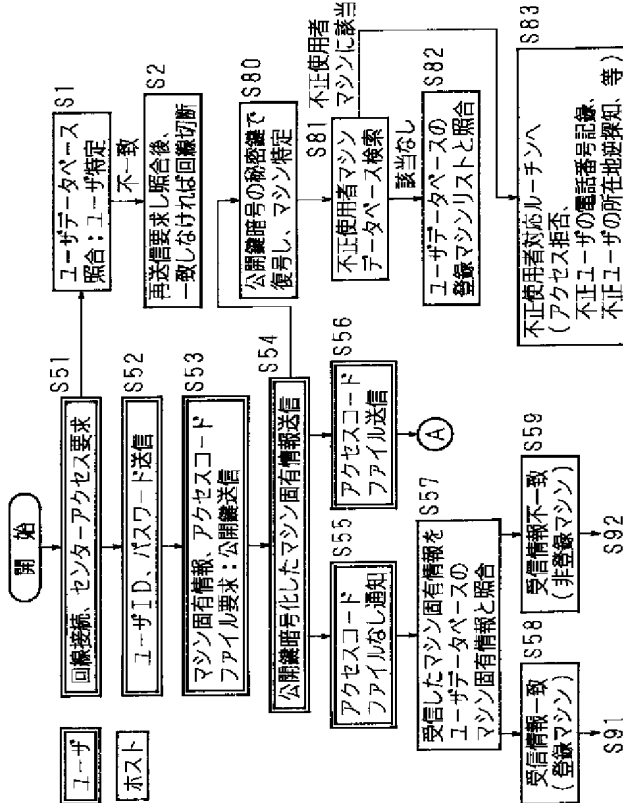 ユーザ
ホスト
開 始
S51
回線接続、センターアクセス要求
S1
ユーザデータベース
照合：ユーザ特定
不一致
S2
再送信要求し照合後、
一致しなければ回線切断
S52
ユーザID、パスワード送信
S53
マシン固有情報、アクセスコード
ファイル要求：公開鍵送信
S54
公開鍵暗号化したマシン固有情報送信
S80
公開鍵暗号の秘密鍵で
復号し、マシン特定
S81
不正使用者マシン
データベース検索
不正使用者
マシンに該当
該当なし
S82
ユーザデータベースの
登録マシンリストと照合
S83
不正使用者対応ルーチンへ
（アクセス拒否、
不正ユーザの電話番号記録、
不正ユーザの所在地逆探知、等）
S55
アクセスコード
ファイルなし通知
S56
アクセスコード
ファイル送信
A
S57
受信したマシン固有情報を
ユーザデータベースの
マシン固有情報と照合
S58
受信情報一致
（登録マシン）
S91
S59
受信情報不一致
（非登録マシン）
S92